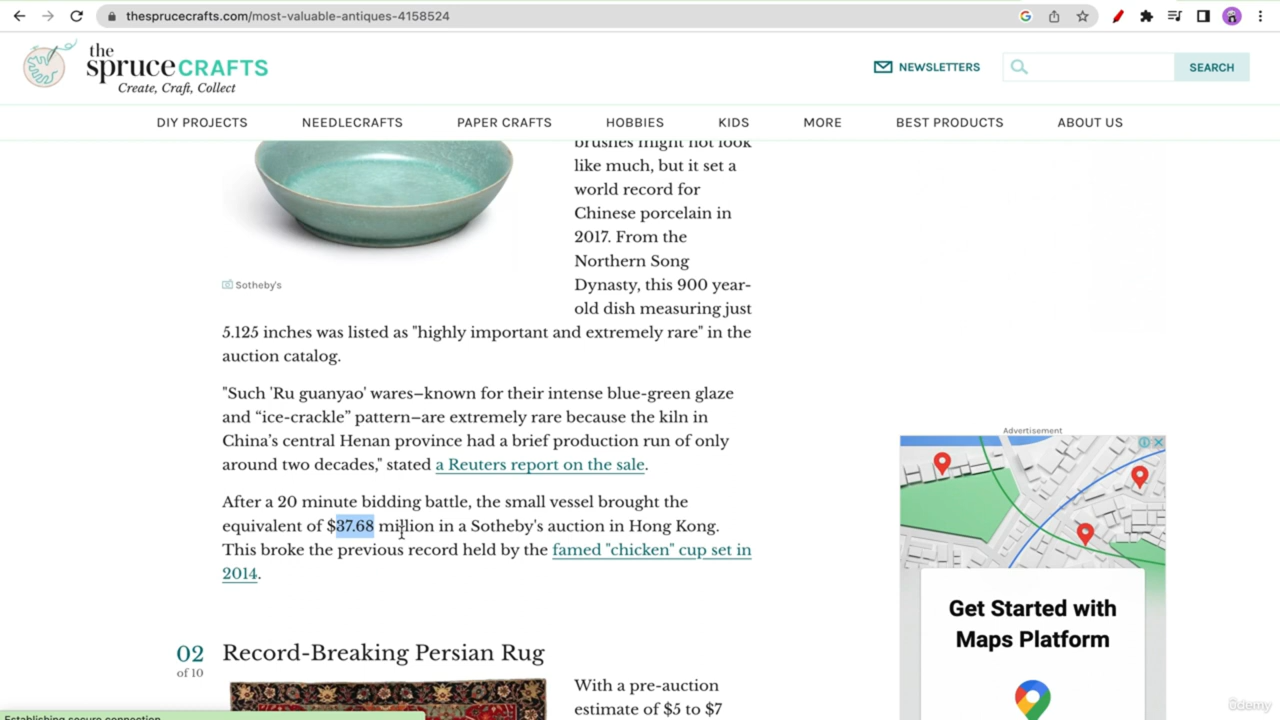 thesprucecrafts.com/most-valuable-antiques-4158524
the
spruceCRAFTS
Create, Craft, Collect
NEWSLETTERS
SEARCH
DIY PROJECTS
NEEDLECRAFTS
PAPER CRAFTS
HOBBIES
KIDS
MORE
BEST PRODUCTS
ABOUT US
brushes might not look
like much, but it set a
world record for
Chinese porcelain in
2017. From the
Northern Song
Dynasty, this 900 year-
old dish measuring just
Sotheby's
5.125 inches was listed as "highly important and extremely rare" in the
auction catalog.
"Such 'Ru guanyao' wares–known for their intense blue-green glaze
and “ice-crackle” pattern–are extremely rare because the kiln in
China’s central Henan province had a brief production run of only
around two decades," stated a Reuters report on the sale.
After a 20 minute bidding battle, the small vessel brought the
equivalent of $37.68 million in a Sotheby's auction in Hong Kong.
This broke the previous record held by the famed "chicken" cup set in
2014.
02
of 10
Record-Breaking Persian Rug
With a pre-auction
estimate of $5 to $7
Advertisement
Get Started with
Maps Platform
Establishing secure connection
ûdemy